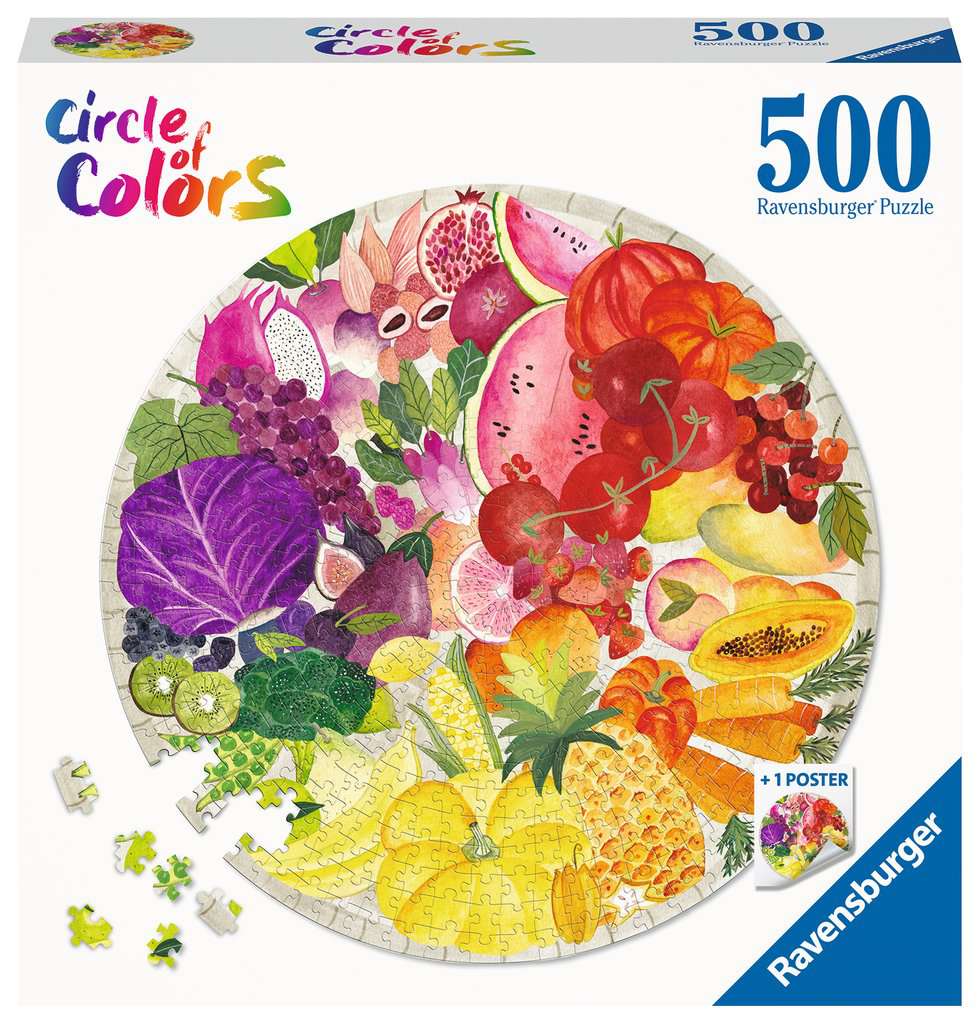 Circle of
Colors
500
Ravensburger Puzzle
Ravensburger
Circle
of
Colors
500
Ravensburger® Puzzle
+ 1 POSTER
Ravensburger